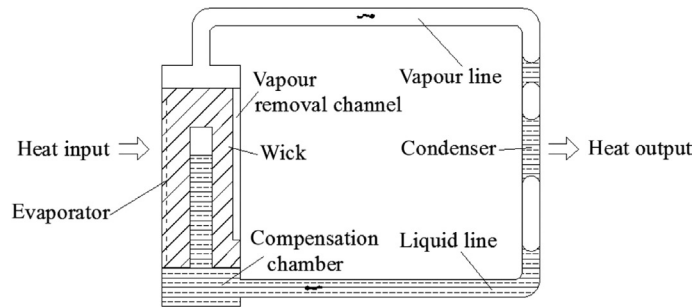 Vapour
removal channel
Vapour line
Heat input
Wick
Condenser
Heat output
Evaporator
Compensation
chamber
Liquid line